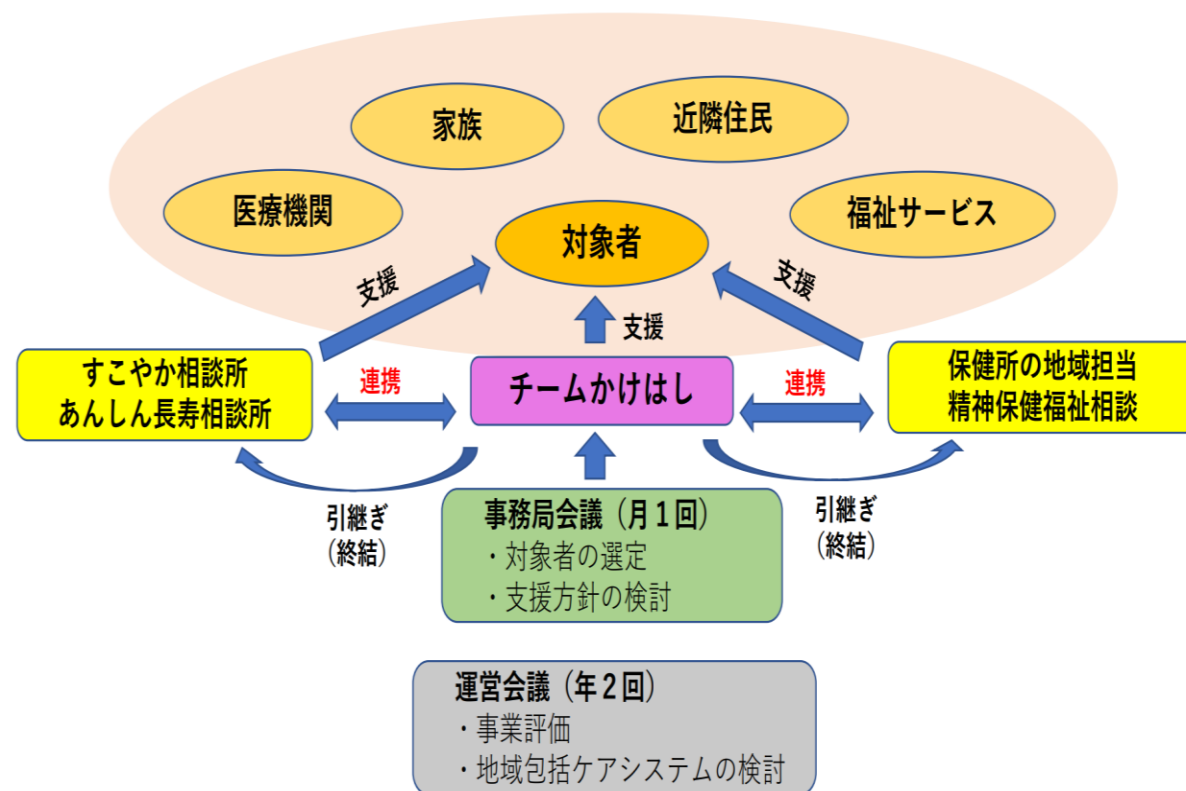 家族
近隣住民
医療機関
福祉サービス
対象者
支援
支援
支援
すこやか相談所
あんしん長寿相談所
連携
チームかけはし
連携
保健所の地域担当
精神保健福祉相談
引継ぎ
（終結）
事務局会議（月１回）
・対象者の選定
・支援方針の検討
引継ぎ
（終結）
運営会議（年２回）
・事業評価
・地域包括ケアシステムの検討